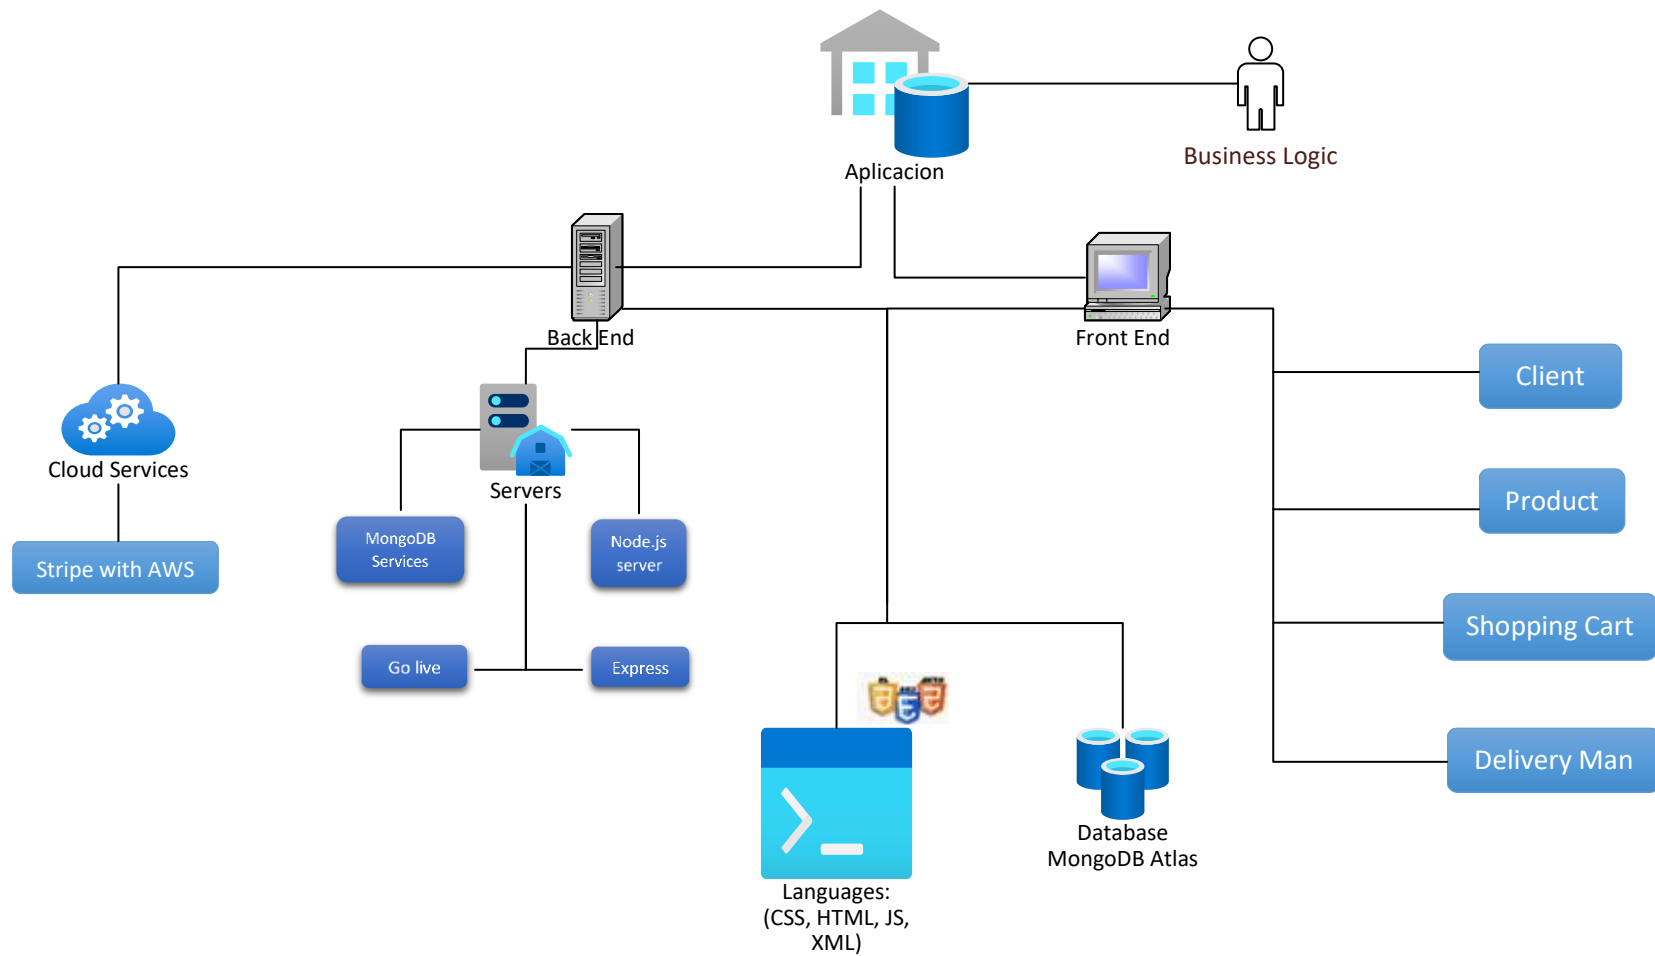 Aplicacion
Business Logic
Back End
Front End
Client
Cloud Services
Servers
Product
MongoDB
Services
Node.js
server
Stripe with AWS
Shopping Cart
Go live
Express
Delivery Man
Database
MongoDB Atlas
Languages:
(CSS, HTML, JS,
XML)